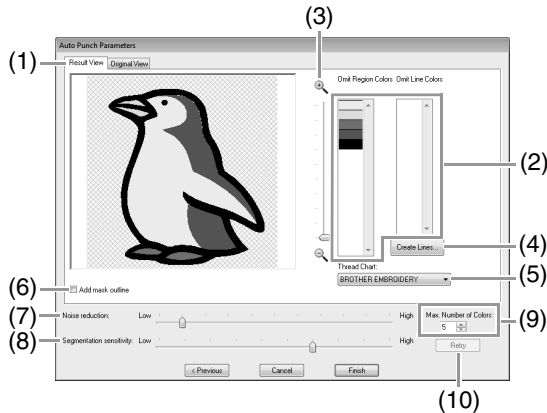 (3)
Auto Punch Parameters
(1)
Result View Original View
Omit Region Colors Omit Line Colors
(2)
Create Lines...
(4)
Thread Chart:
BROTHER EMBROIDERY
(5)
(6)
Add mask outline
(7)
Noise reduction: Low High
Max. Number of Colors:
5
(9)
(8)
Segmentation sensitivity: Low High
Retry
< Previous Cancel Finish
(10)